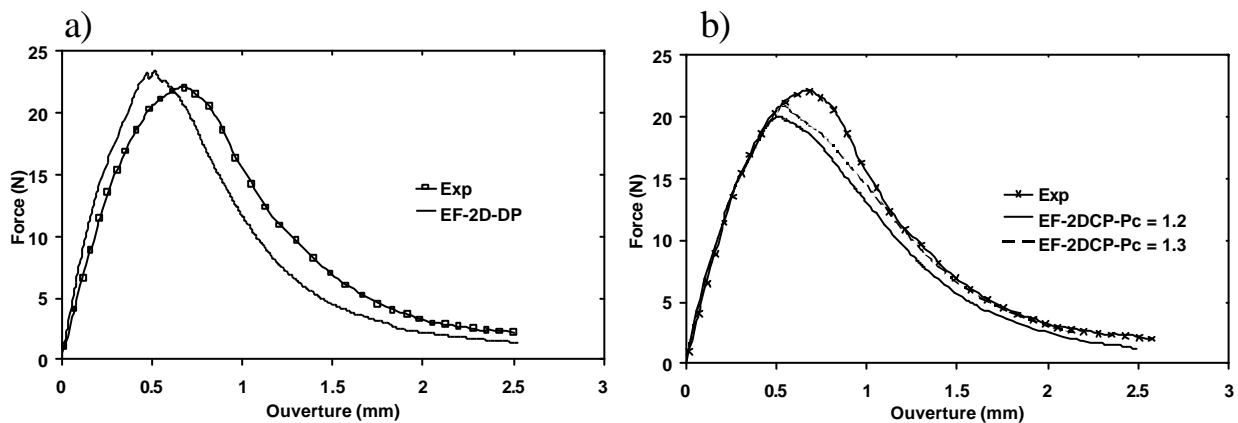 a)
25
20
15
10
5
0
Force (N)
0 0.5 1 1.5 2 2.5 3
Ouverture (mm)
Exp
EF-2D-DP
b)
25
20
15
10
5
0
Force (N)
0 0.5 1 1.5 2 2.5 3
Ouverture (mm)
Exp
EF-2DCP-Pc = 1.2
EF-2DCP-Pc = 1.3